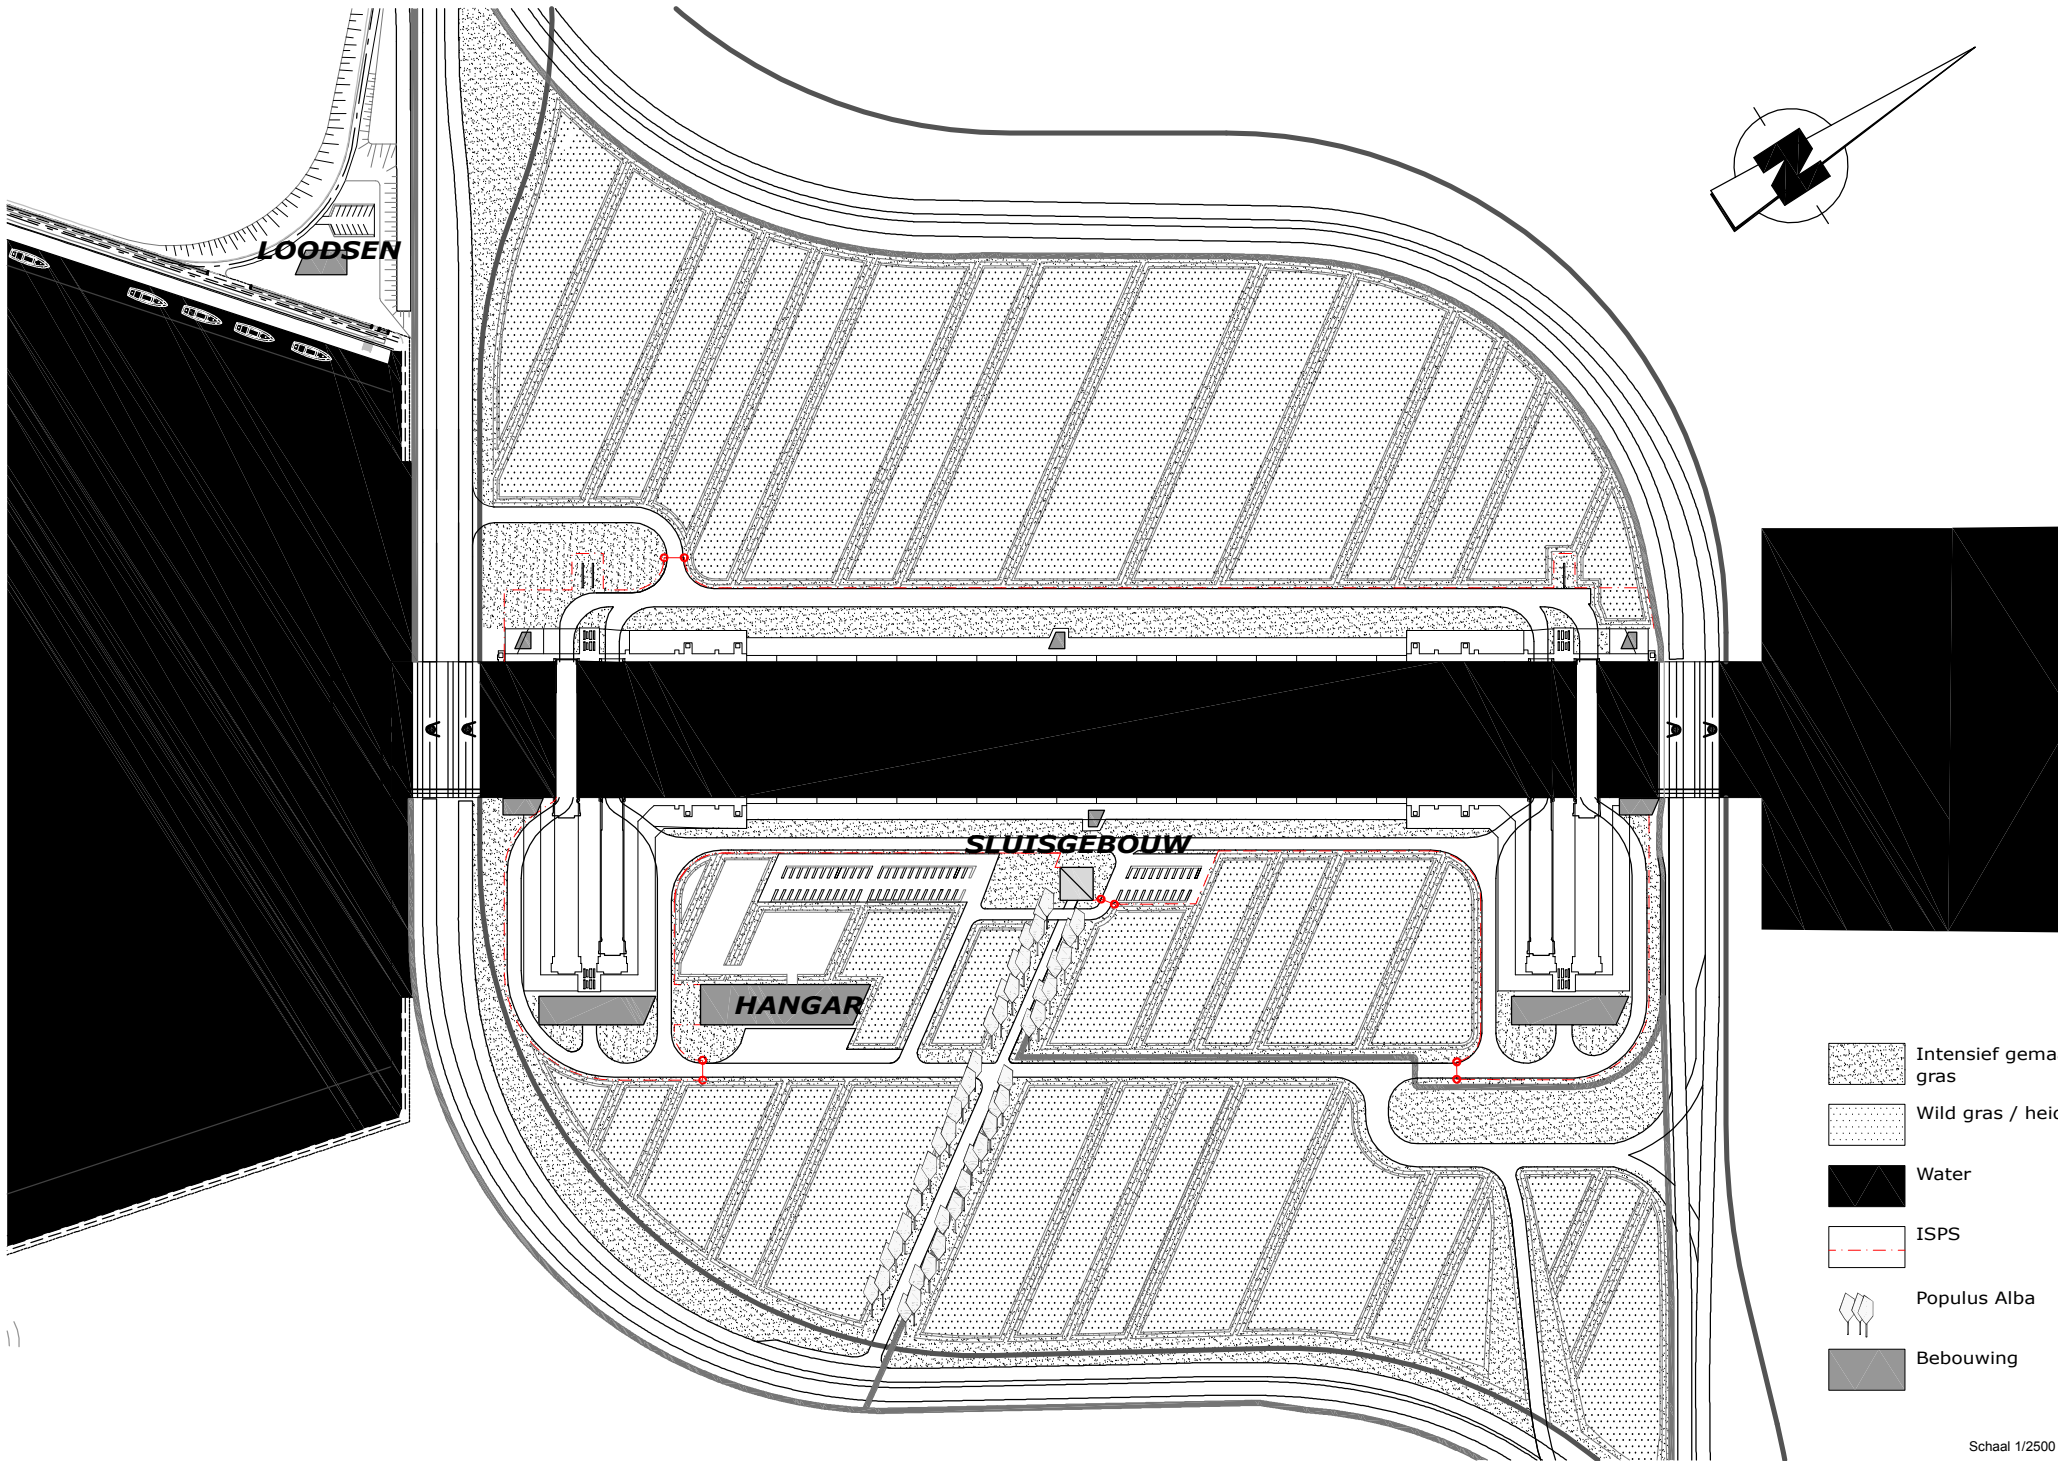 LOODSEN
SLUISGEBOUW
HANGAR
Intensief gema
gras
Wild gras / heid
Water
ISPS
Populus Alba
Bebouwing
Schaal 1/2500